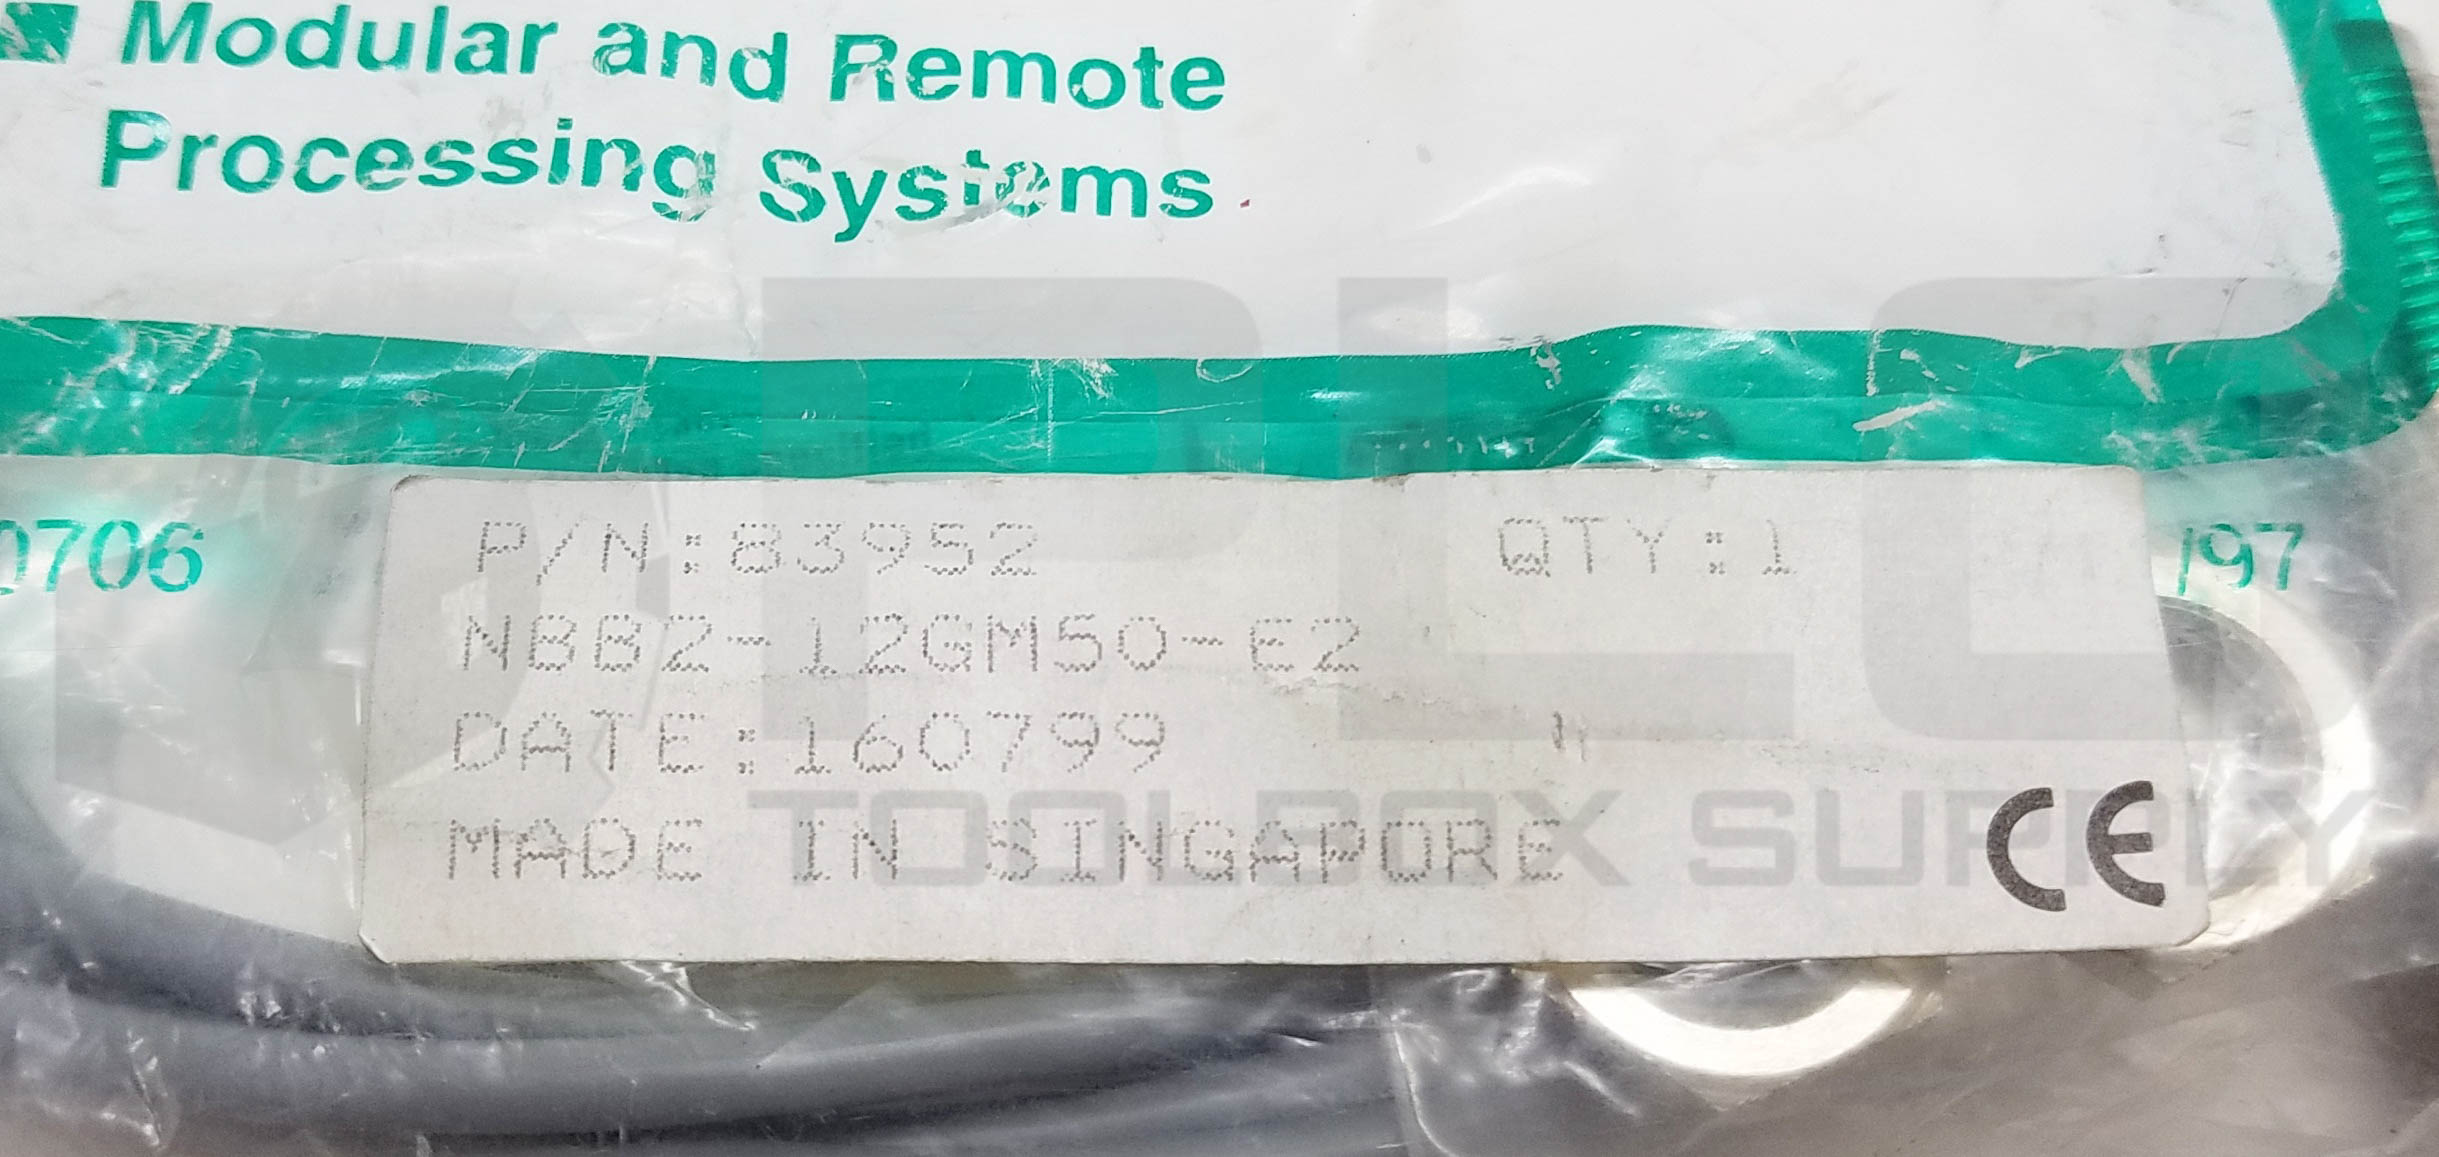 Modular and Remote
Processing Systems
0706
/97
P/N:83952 QTY:1
NBB2-12GM50-E2
DATE:160799
MADE IN SINGAPORE
CE
PLC
TOOLBOX SUPPLY